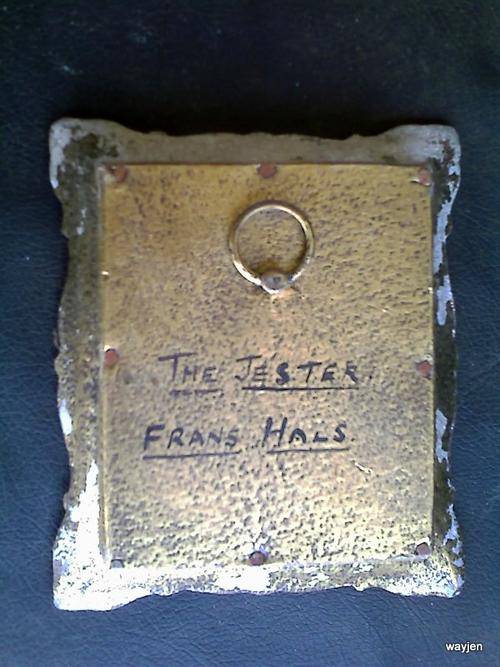 THE JESTER.
FRANS HALS.
wayjen